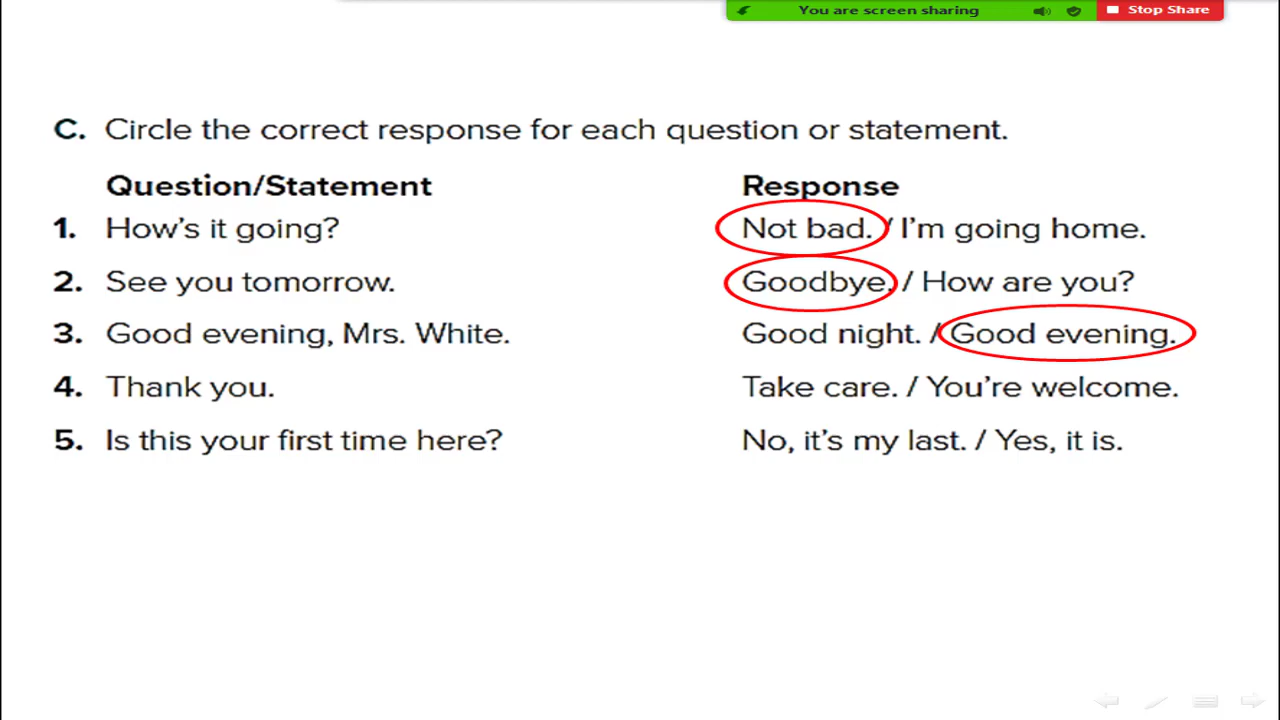 You are screen sharing Stop Share
C. Circle the correct response for each question or statement.
Question/Statement Response
1. How's it going? Not bad. / I'm going home.
2. See you tomorrow. Goodbye. / How are you?
3. Good evening, Mrs. White. Good night. / Good evening.
4. Thank you. Take care. / You're welcome.
5. Is this your first time here? No, it's my last. / Yes, it is.